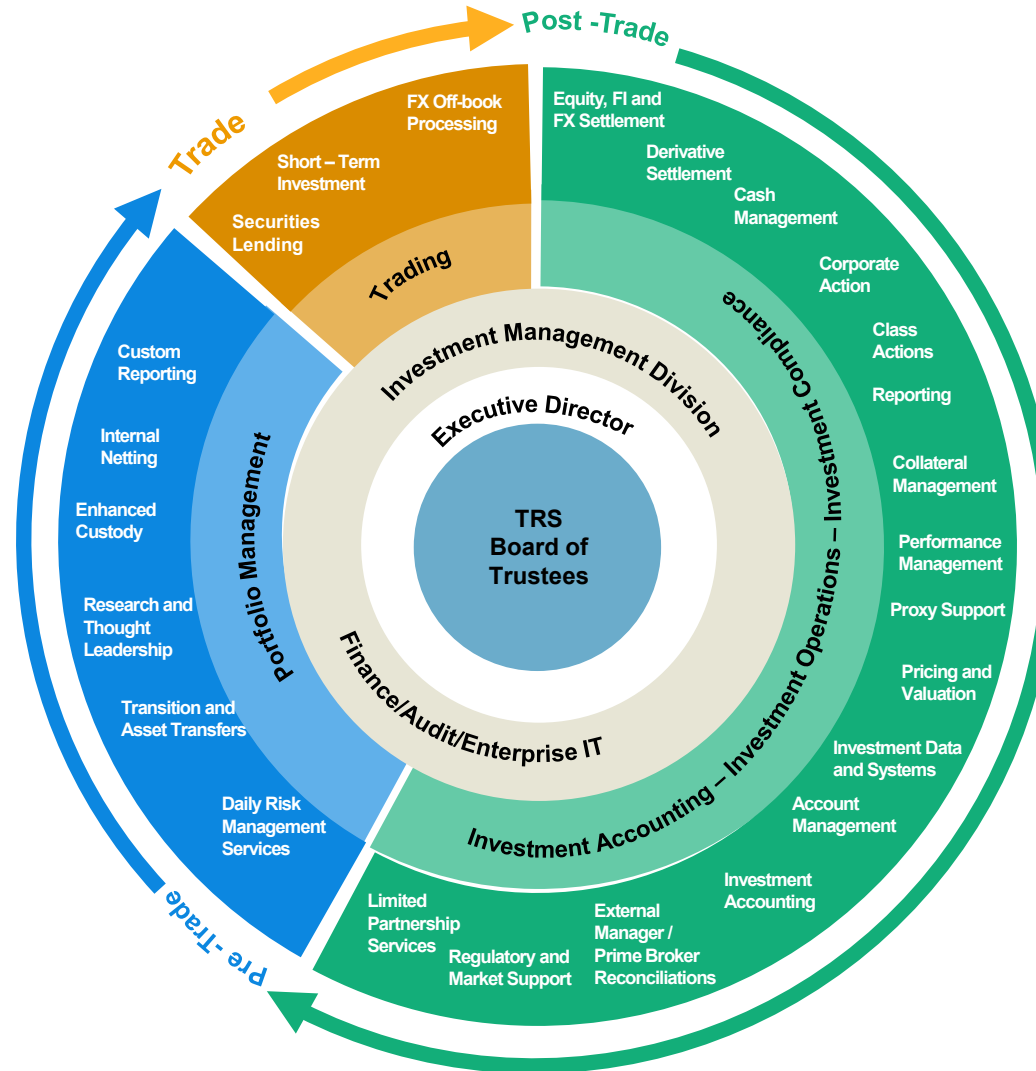 Post -Trade
Trade
Pre - Trade
FX Off-book
Processing
Short – Term
Investment
Securities
Lending
Trading
Equity, FI and
FX Settlement
Derivative
Settlement
Cash
Management
Corporate
Action
Class
Actions
Reporting
Collateral
Management
Performance
Management
Proxy Support
Pricing and
Valuation
Investment Data
and Systems
Account
Management
Investment
Accounting
External
Manager /
Prime Broker
Reconciliations
Regulatory and
Market Support
Limited
Partnership
Services
Investment Accounting – Investment Operations – Investment Compliance
Custom
Reporting
Internal
Netting
Enhanced
Custody
Research and
Thought
Leadership
Transition and
Asset Transfers
Daily Risk
Management
Services
Portfolio Management
Investment Management Division
Finance/Audit/Enterprise IT
Executive Director
TRS
Board of
Trustees